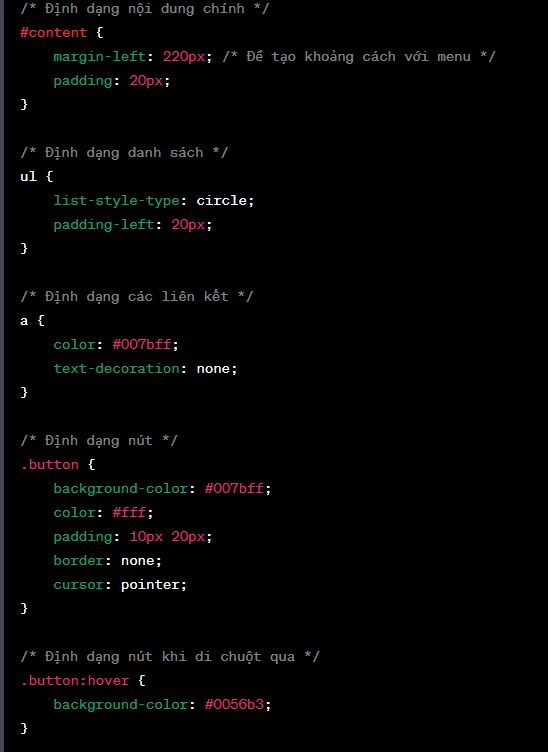 /* Định dạng nội dung chính */
#content {
    margin-left: 220px; /* Để tạo khoảng cách với menu */
    padding: 20px;
}

/* Định dạng danh sách */
ul {
    list-style-type: circle;
    padding-left: 20px;
}

/* Định dạng các liên kết */
a {
    color: #007bff;
    text-decoration: none;
}

/* Định dạng nút */
.button {
    background-color: #007bff;
    color: #fff;
    padding: 10px 20px;
    border: none;
    cursor: pointer;
}

/* Định dạng nút khi di chuột qua */
.button:hover {
    background-color: #0056b3;
}